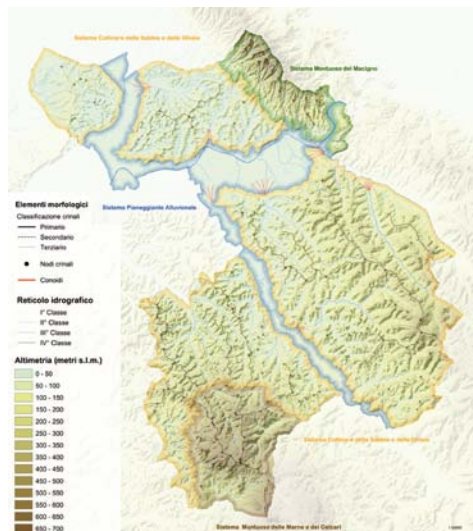 Sistema Collinare delle Sabbie e delle Ghiaie
Sistema Montuoso del Macigno
Sistema Pianeggiante Alluvionale
Elementi morfologici
Classificazione crinali
Primario
Secondario
Terziario
Nodi crinali
Conoidi
Reticolo idrografico
I° Classe
II° Classe
III° Classe
IV° Classe
Altimetria (metri s.l.m.)
0 - 50
50 - 100
100 - 150
150 - 200
200 - 250
250 - 300
300 - 350
350 - 400
400 - 450
450 - 500
500 - 550
550 - 600
600 - 650
650 - 700
Sistema Collinare delle Sabbie e delle Ghiaie
Sistema Montuoso delle Marne e dei Calcari